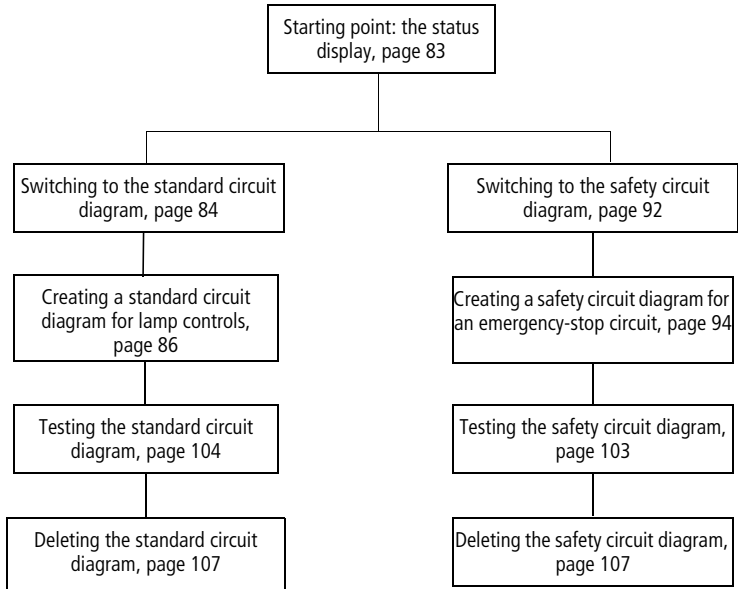 Starting point: the status
display, page 83
Switching to the standard circuit
diagram, page 84
Creating a standard circuit
diagram for lamp controls,
page 86
Testing the standard circuit
diagram, page 104
Deleting the standard circuit
diagram, page 107
Switching to the safety circuit
diagram, page 92
Creating a safety circuit diagram for
an emergency-stop circuit, page 94
Testing the safety circuit diagram,
page 103
Deleting the safety circuit diagram,
page 107